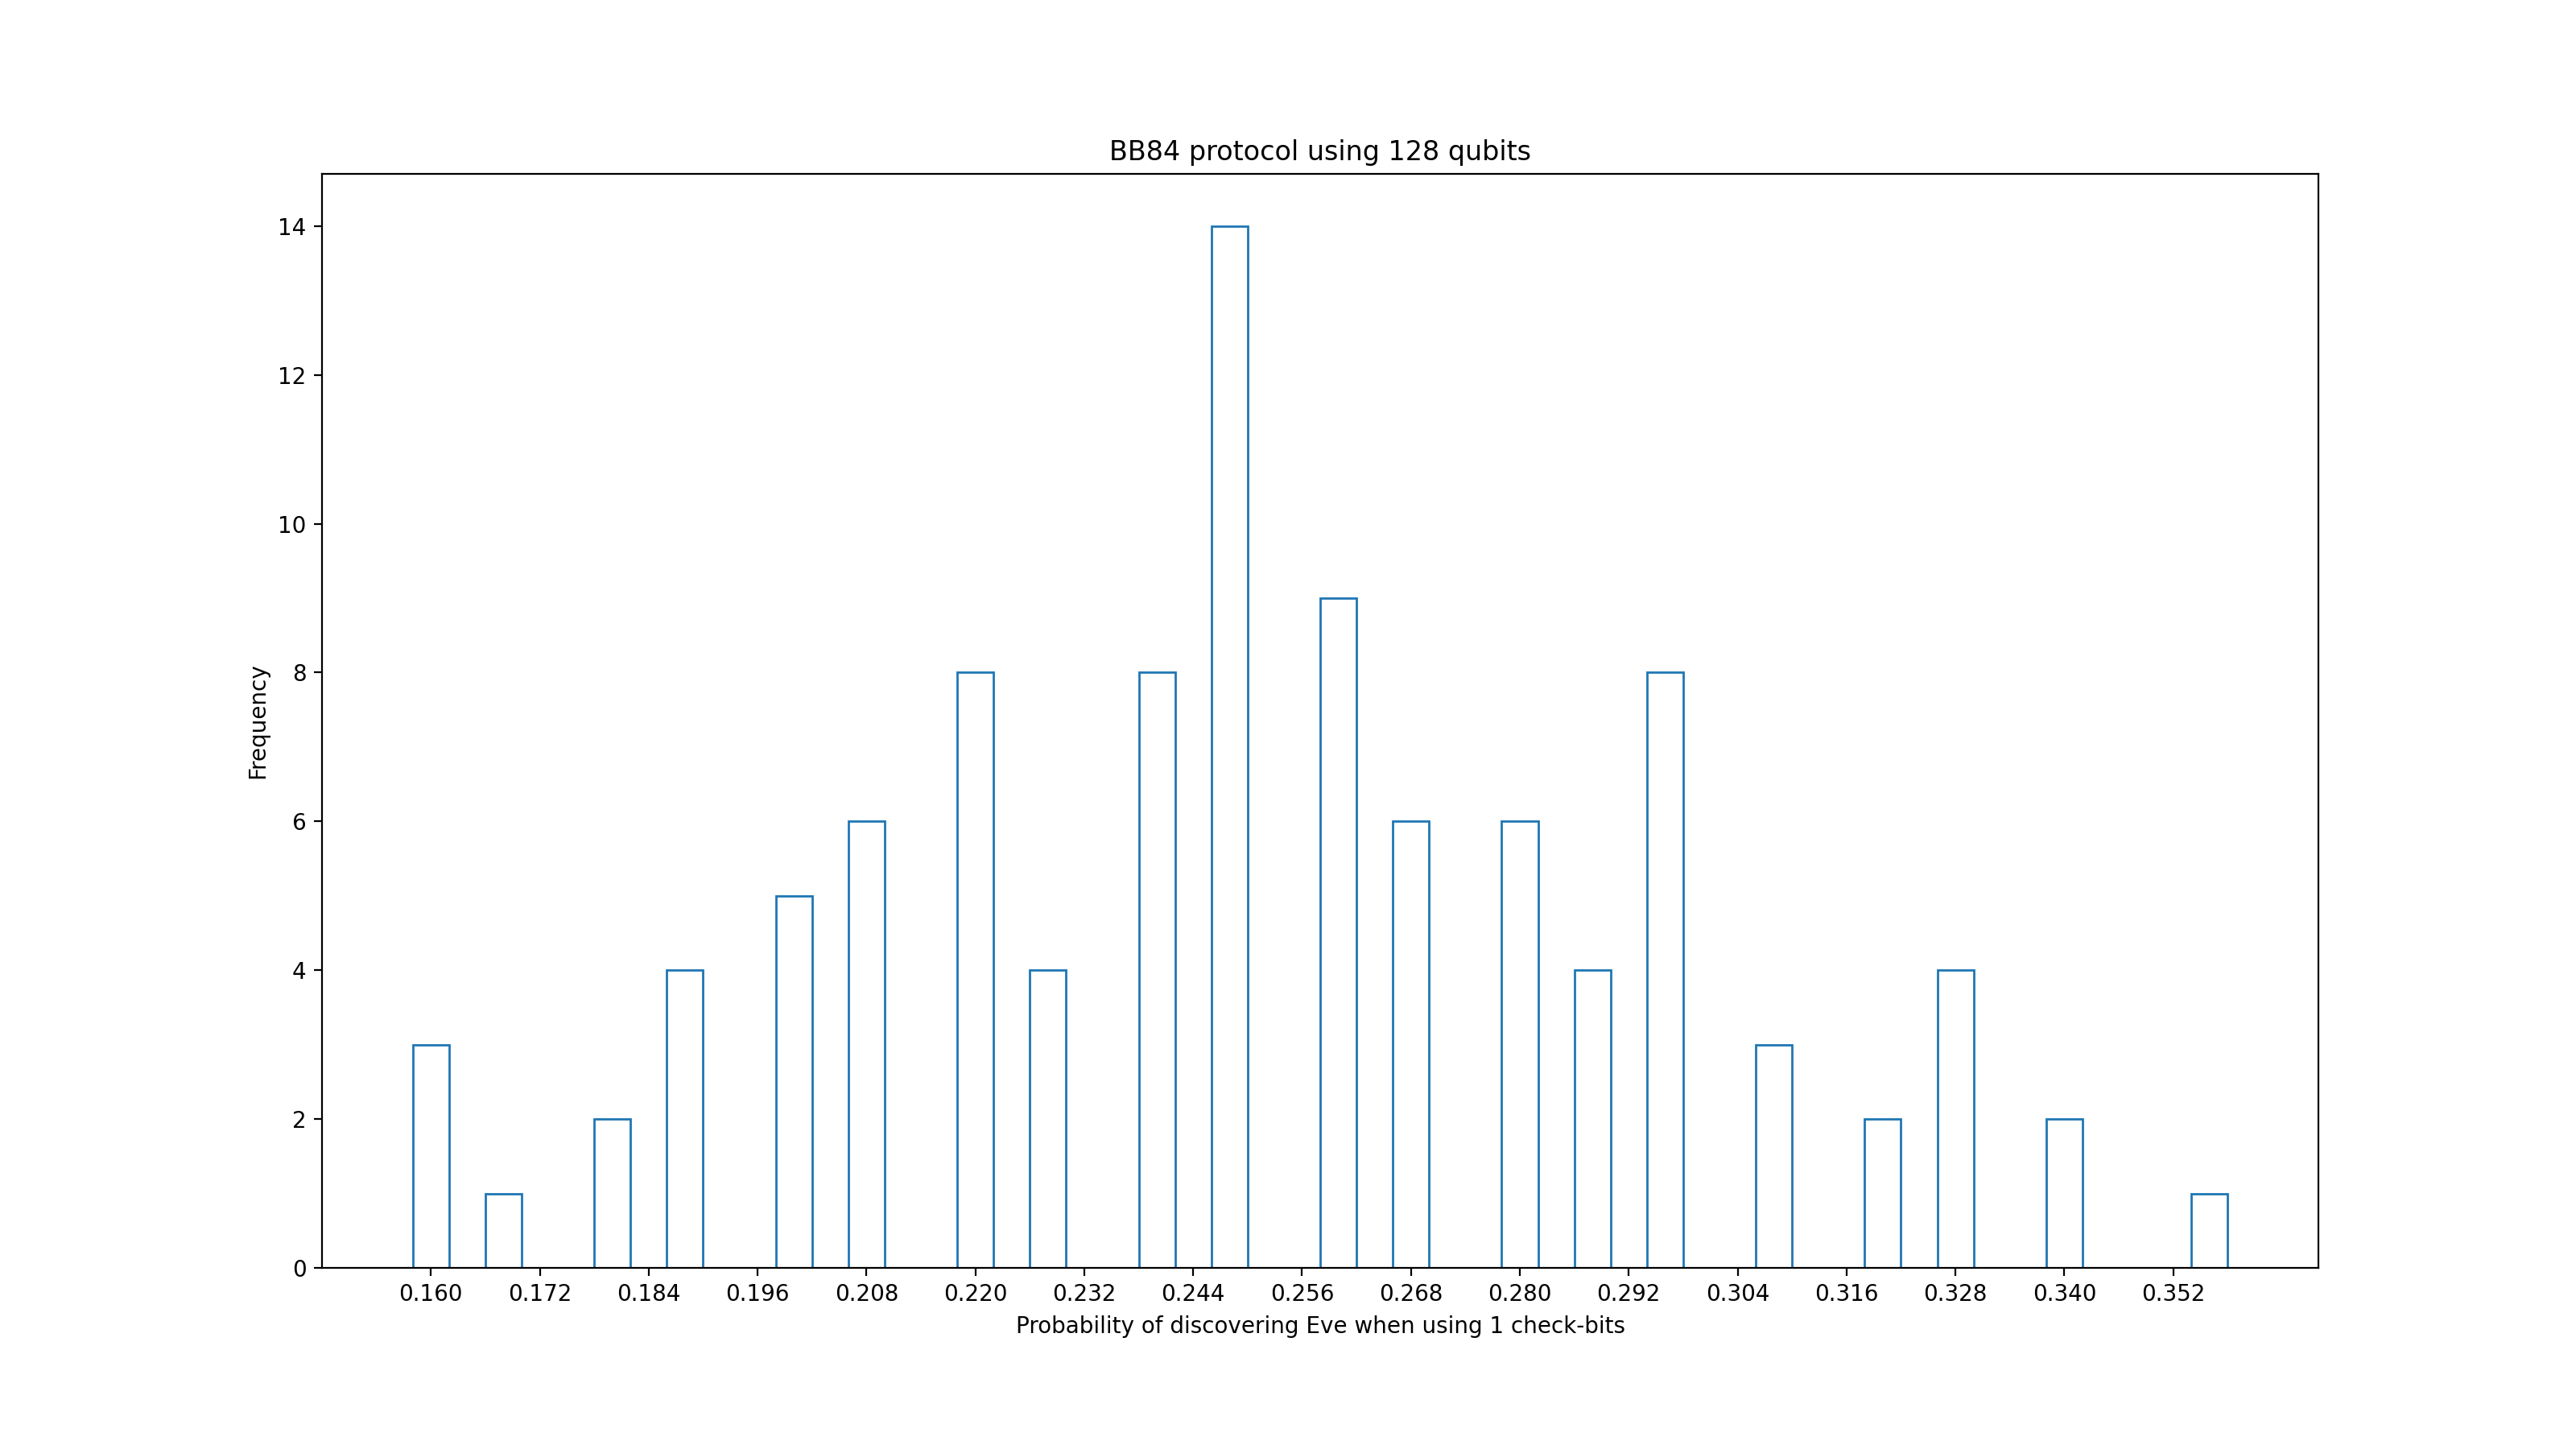 BB84 protocol using 128 qubits
14
12
10
8
6
4
2
0
Frequency
0.160 0.172 0.184 0.196 0.208 0.220 0.232 0.244 0.256 0.268 0.280 0.292 0.304 0.316 0.328 0.340 0.352
Probability of discovering Eve when using 1 check-bits